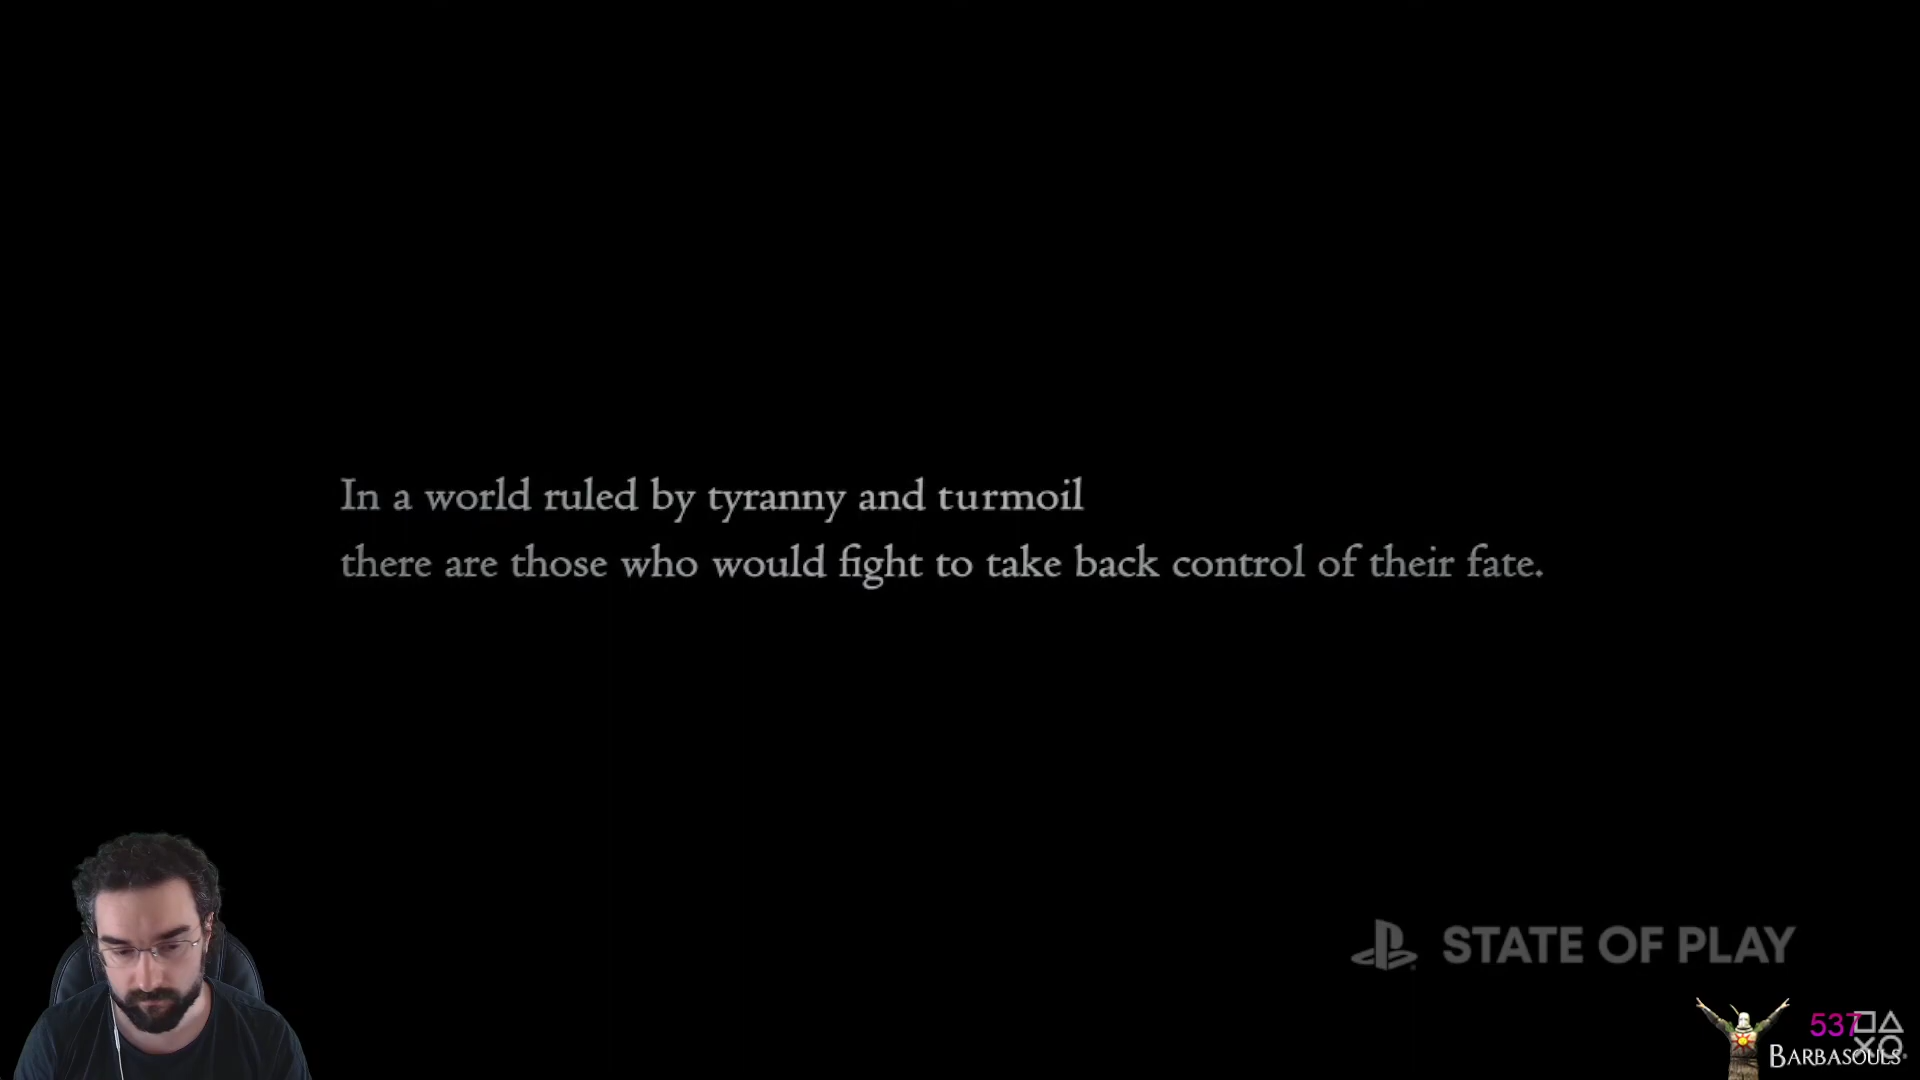 In a world ruled by tyranny and turmoil
there are those who would fight to take back control of their fate.
STATE OF PLAY
537
BARBASOULS